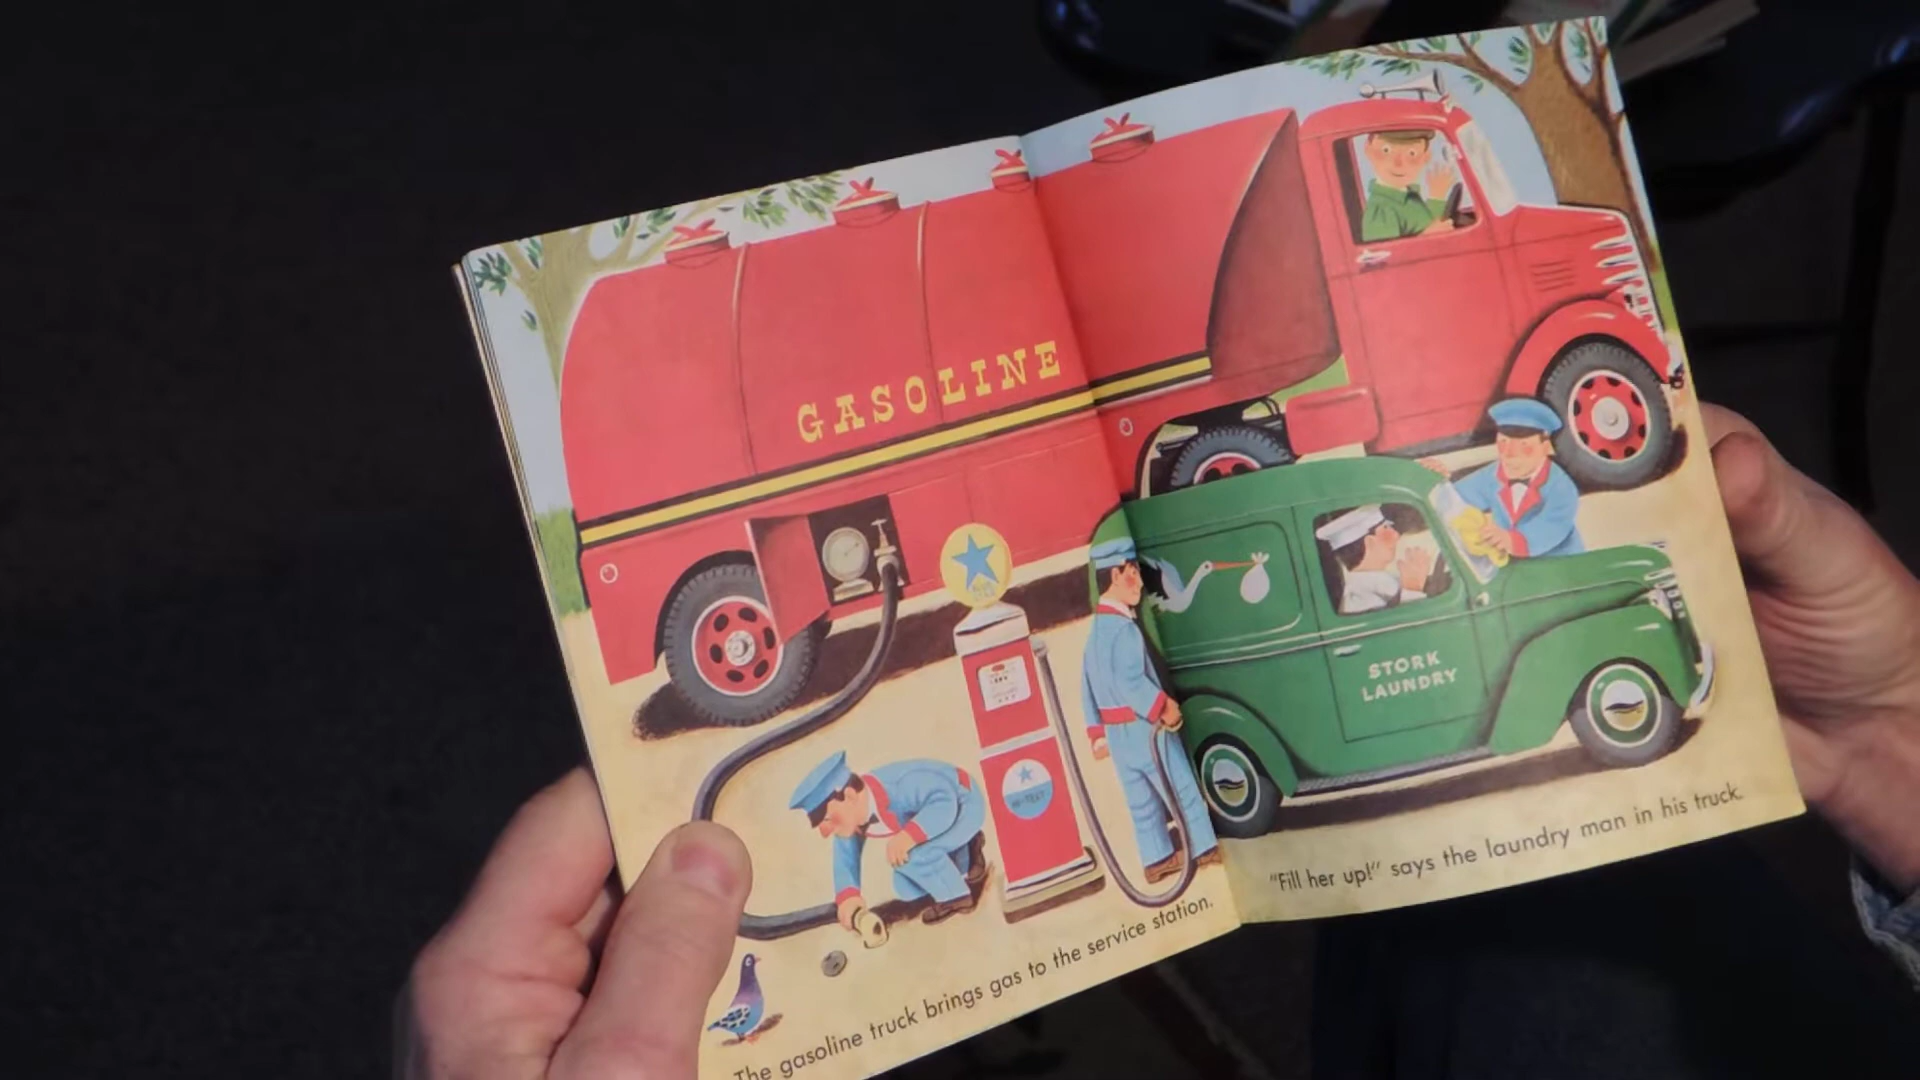 GASOLINE
STORK
LAUNDRY
The gasoline truck brings gas to the service station.
"Fill her up!" says the laundry man in his truck.